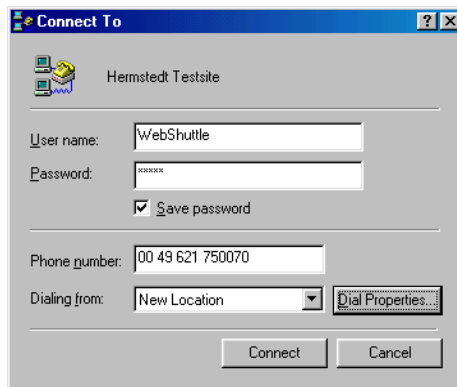 Connect To
Hermstedt Testsite
User name: WebShuttle
Password: xxxxx
Save password
Phone number: 00 49 621 750070
Dialing from: New Location Dial Properties...
Connect Cancel